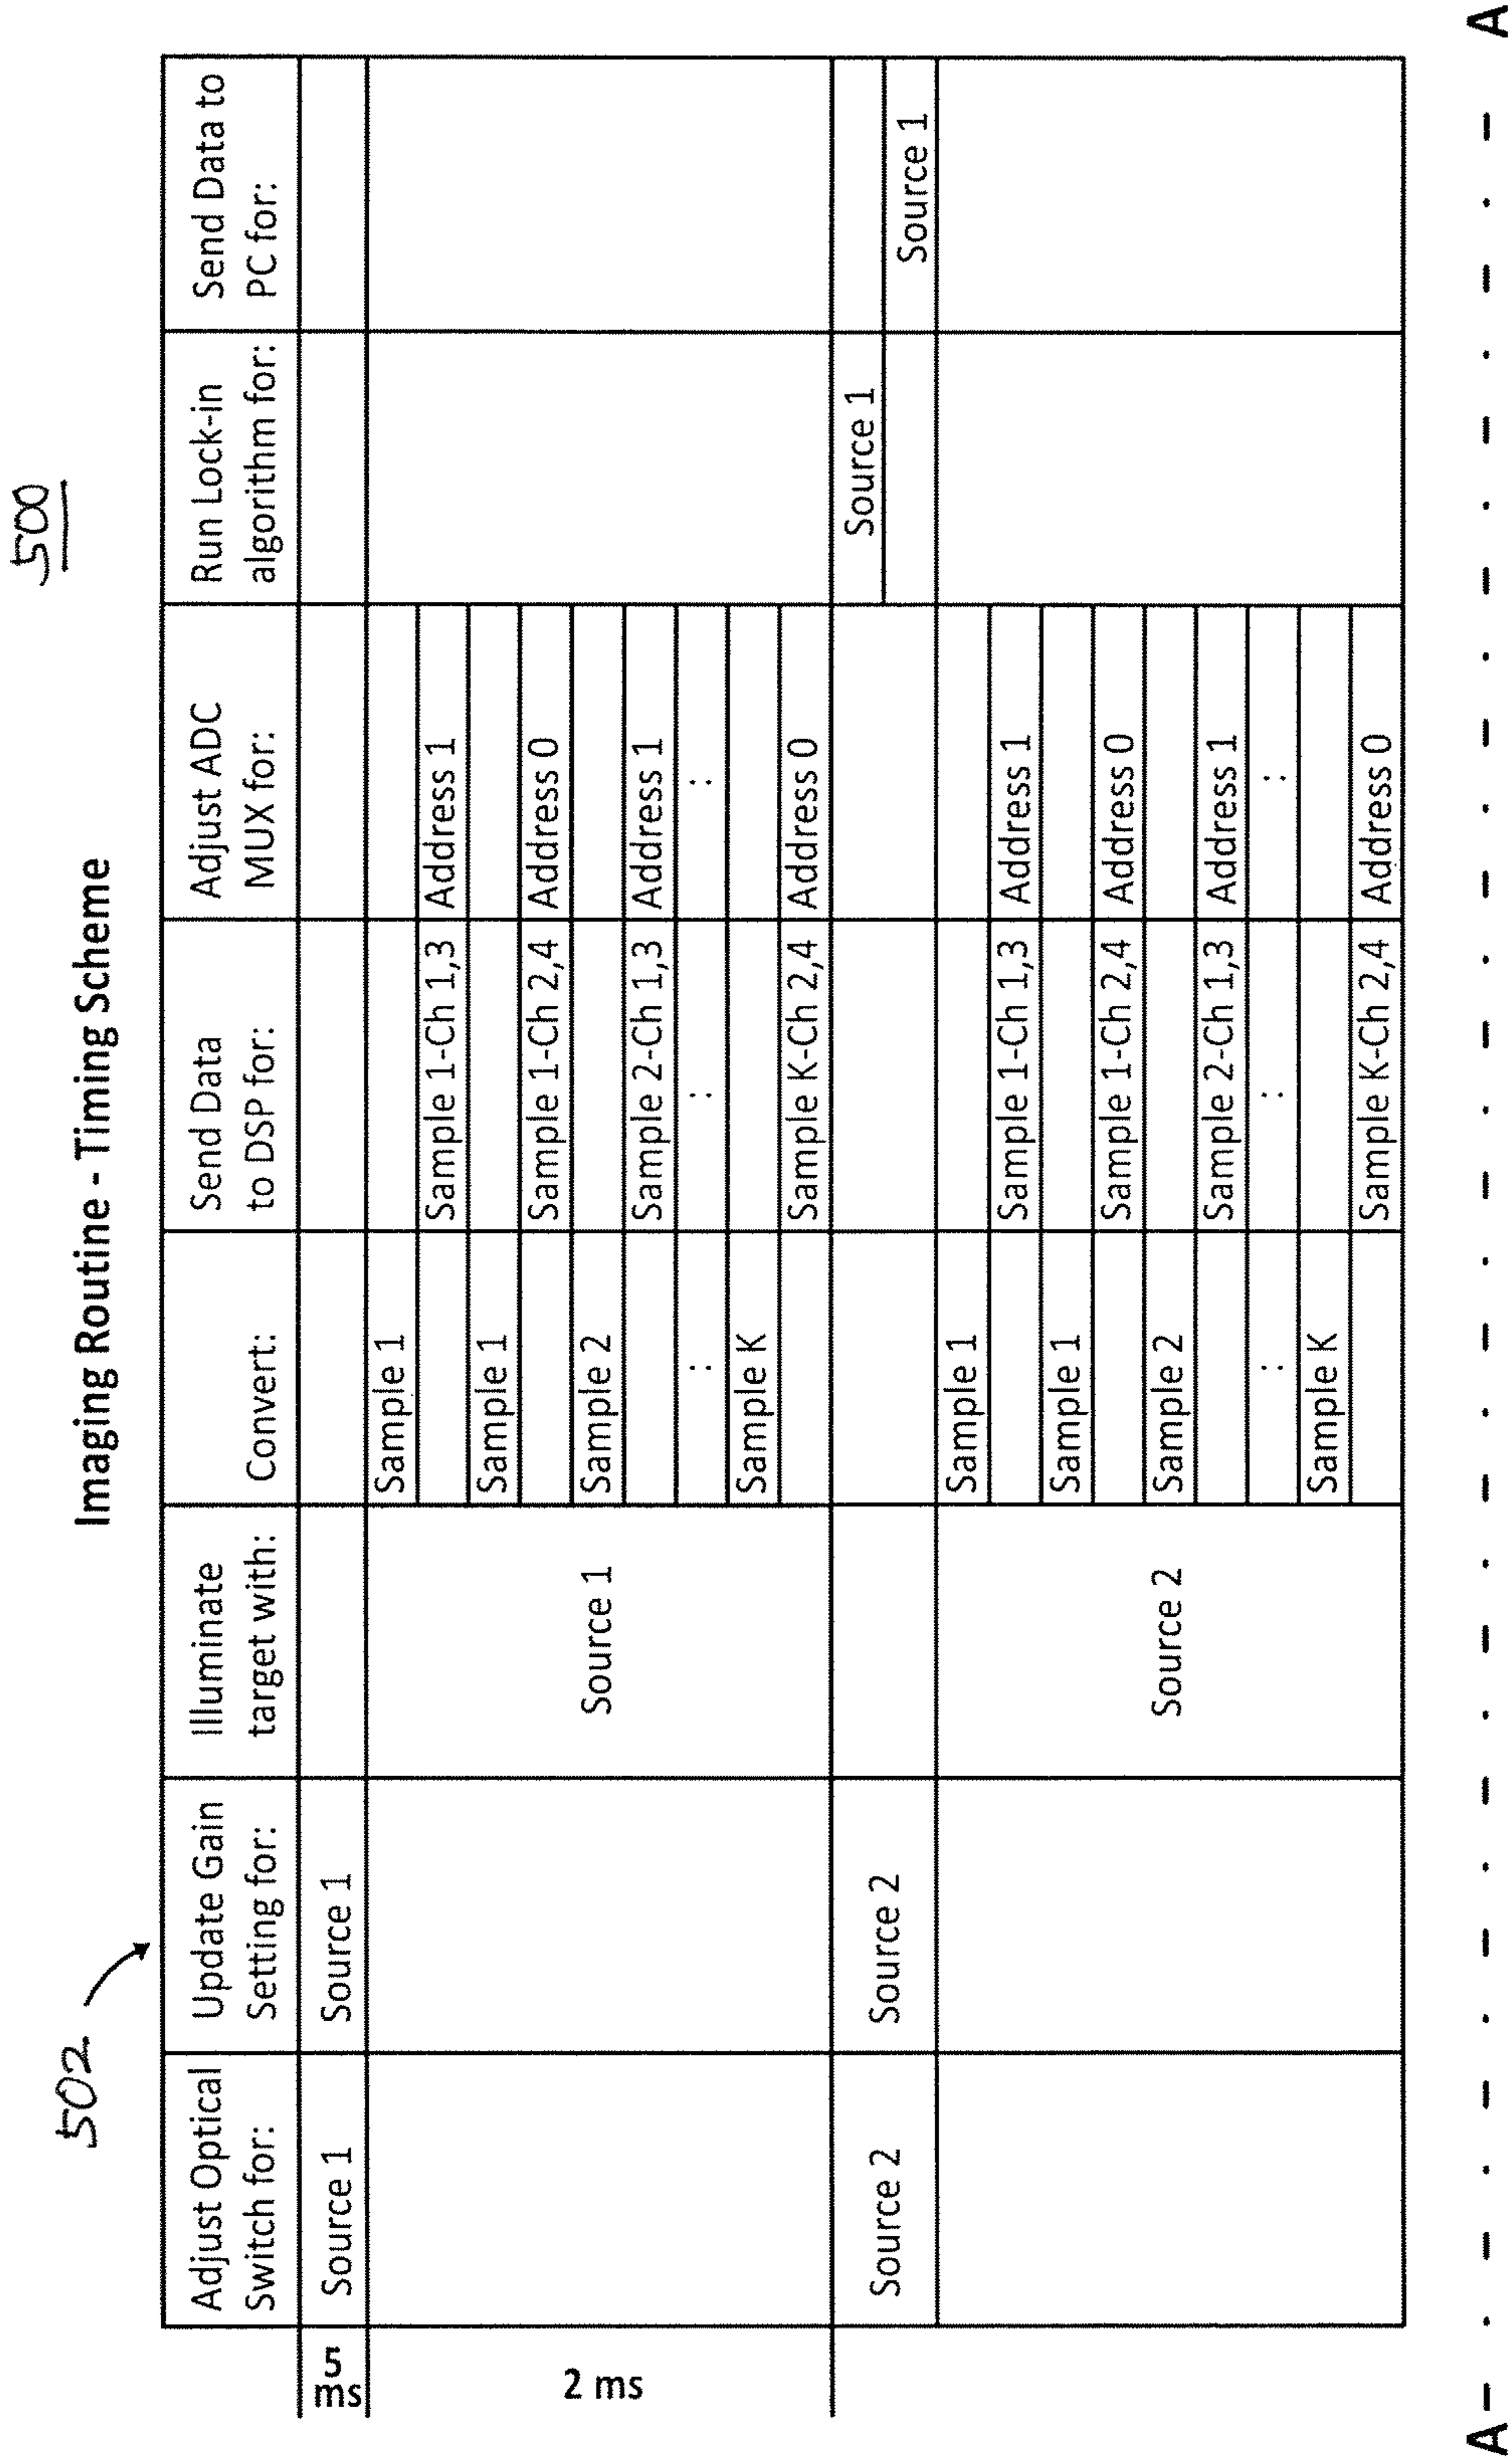 500
Imaging Routine - Timing Scheme
502
Adjust Optical Switch for: Update Gain Setting for: Illuminate target with: Convert: Send Data to DSP for: Adjust ADC MUX for: Run Lock-in algorithm for: Send Data to PC for:
5 ms Source 1 Source 1
2 ms Source 1
Sample 1
Sample 1-Ch 1,3 Address 1
Sample 1
Sample 1-Ch 2,4 Address 0
Sample 2
Sample 2-Ch 1,3 Address 1
: : :
Sample K
Sample K-Ch 2,4 Address 0
Source 2 Source 2 Source 1
Source 1
Source 2
Sample 1
Sample 1-Ch 1,3 Address 1
Sample 1
Sample 1-Ch 2,4 Address 0
Sample 2
Sample 2-Ch 1,3 Address 1
: : :
Sample K
Sample K-Ch 2,4 Address 0
A A